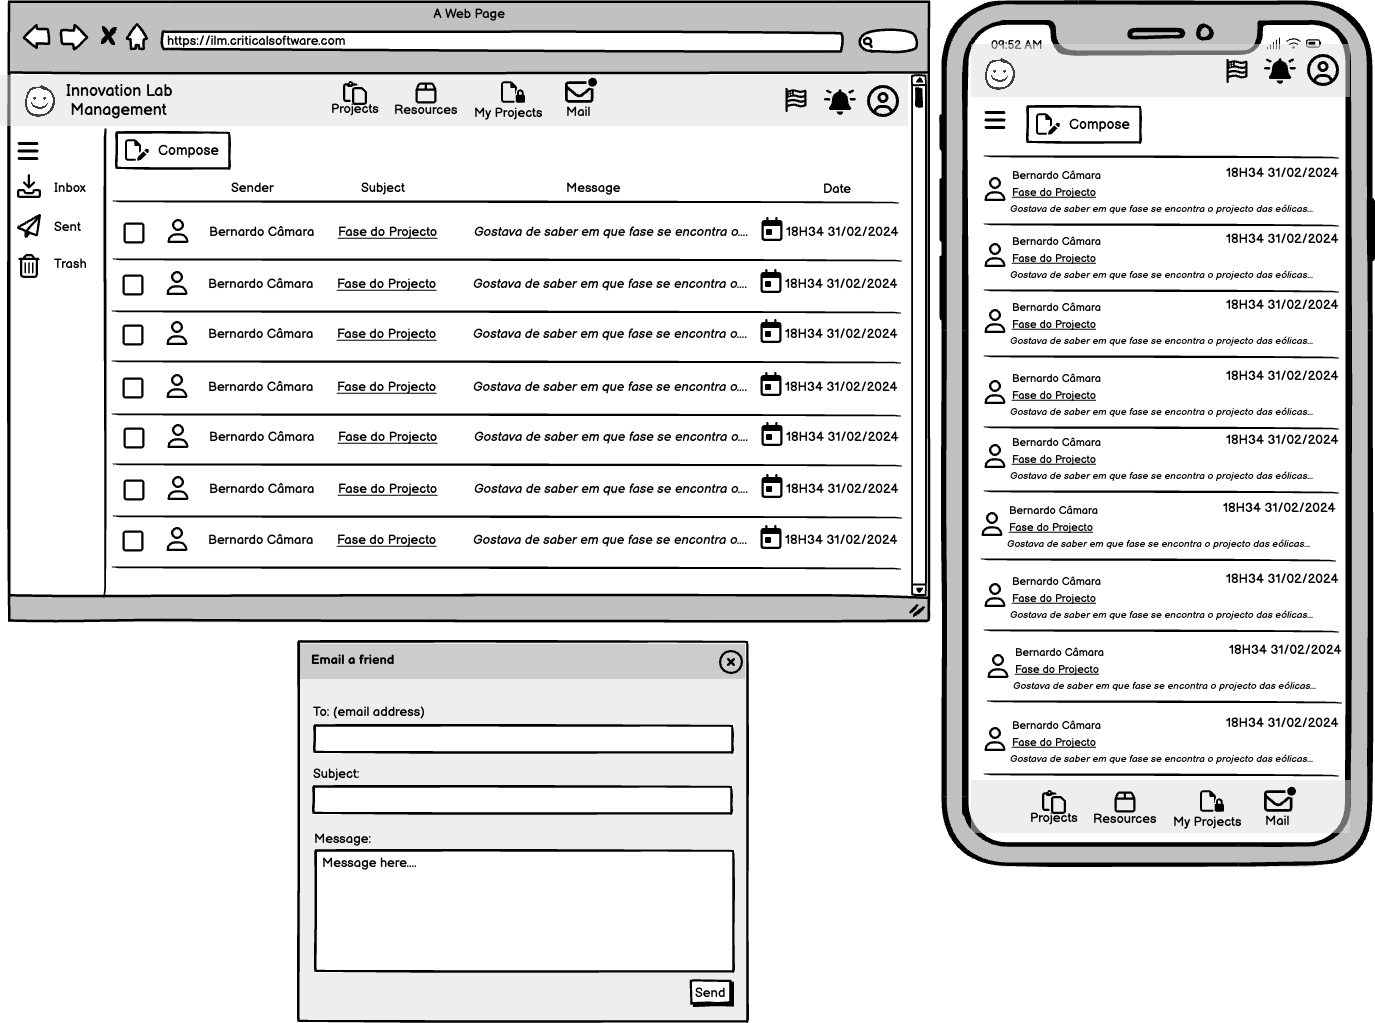 A Web Page
https://ilm.criticalsoftware.com
Innovation Lab
Management
Projects
Resources
My Projects
Mail
Inbox
Sent
Trash
Compose
Sender Subject Message Date
Bernardo Câmara Fase do Projecto Gostava de saber em que fase se encontra o.... 18H34 31/02/2024
Bernardo Câmara Fase do Projecto Gostava de saber em que fase se encontra o.... 18H34 31/02/2024
Bernardo Câmara Fase do Projecto Gostava de saber em que fase se encontra o.... 18H34 31/02/2024
Bernardo Câmara Fase do Projecto Gostava de saber em que fase se encontra o.... 18H34 31/02/2024
Bernardo Câmara Fase do Projecto Gostava de saber em que fase se encontra o.... 18H34 31/02/2024
Bernardo Câmara Fase do Projecto Gostava de saber em que fase se encontra o.... 18H34 31/02/2024
Bernardo Câmara Fase do Projecto Gostava de saber em que fase se encontra o.... 18H34 31/02/2024
Email a friend
To: (email address)
Subject:
Message:
Message here....
Send
09:52 AM
Compose
Bernardo Câmara 18H34 31/02/2024
Fase do Projecto
Gostava de saber em que fase se encontra o projecto das eólicas...
Bernardo Câmara 18H34 31/02/2024
Fase do Projecto
Gostava de saber em que fase se encontra o projecto das eólicas...
Bernardo Câmara 18H34 31/02/2024
Fase do Projecto
Gostava de saber em que fase se encontra o projecto das eólicas...
Bernardo Câmara 18H34 31/02/2024
Fase do Projecto
Gostava de saber em que fase se encontra o projecto das eólicas...
Bernardo Câmara 18H34 31/02/2024
Fase do Projecto
Gostava de saber em que fase se encontra o projecto das eólicas...
Bernardo Câmara 18H34 31/02/2024
Fase do Projecto
Gostava de saber em que fase se encontra o projecto das eólicas...
Bernardo Câmara 18H34 31/02/2024
Fase do Projecto
Gostava de saber em que fase se encontra o projecto das eólicas...
Bernardo Câmara 18H34 31/02/2024
Fase do Projecto
Gostava de saber em que fase se encontra o projecto das eólicas...
Bernardo Câmara 18H34 31/02/2024
Fase do Projecto
Gostava de saber em que fase se encontra o projecto das eólicas...
Projects
Resources
My Projects
Mail